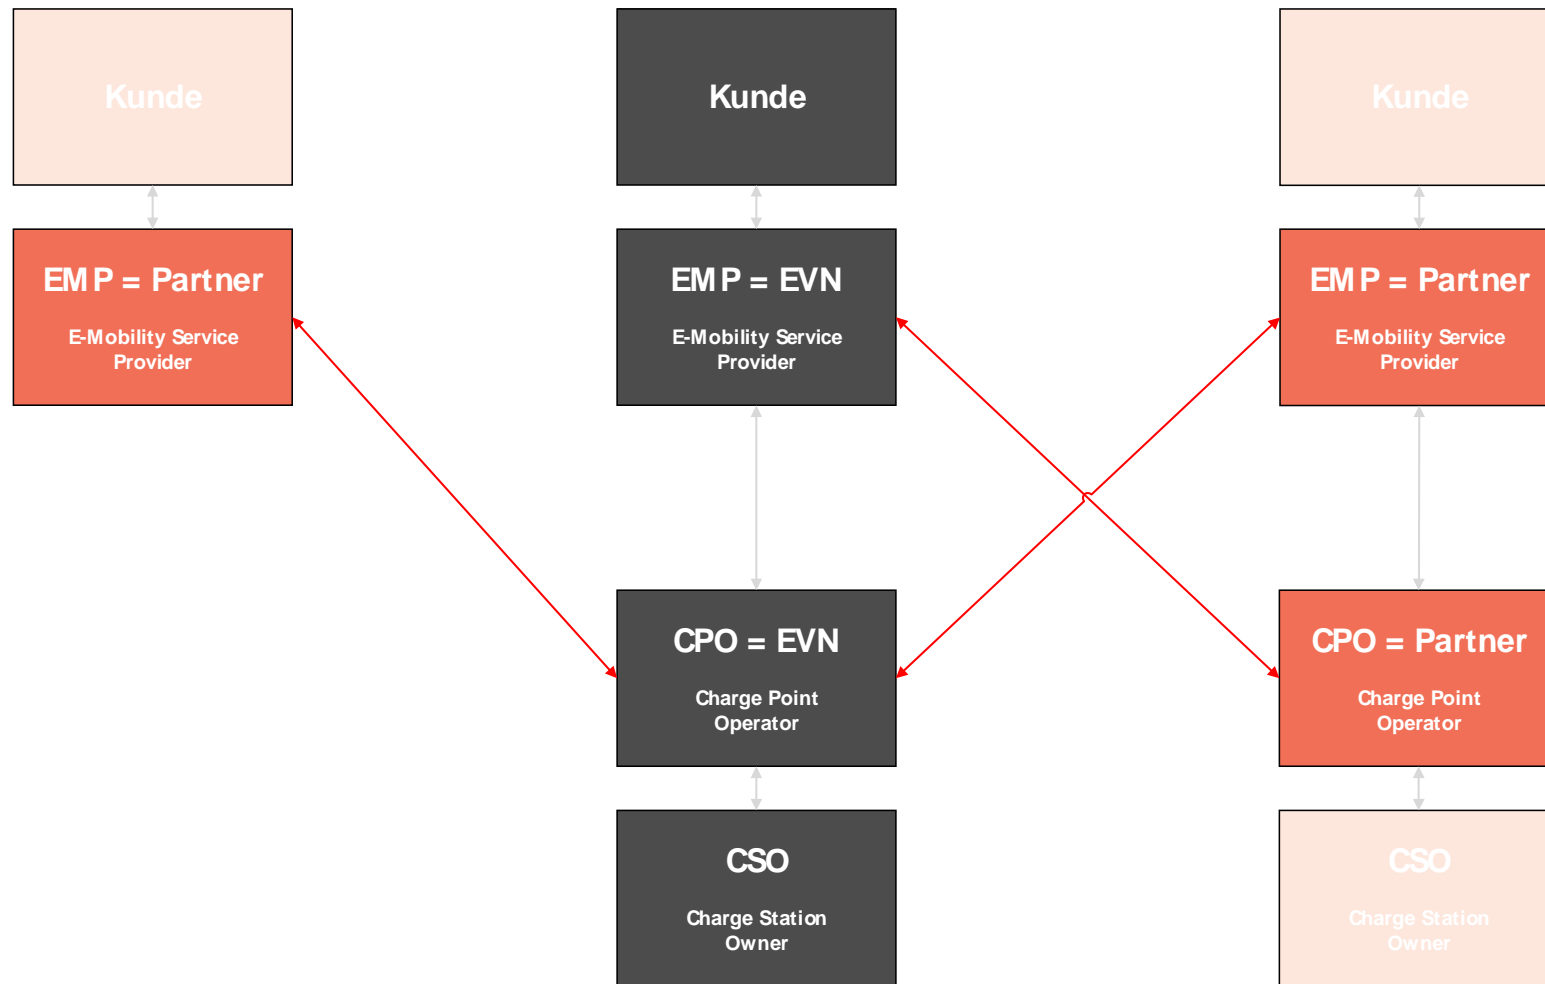 Kunde
Kunde
Kunde
EMP = Partner
E-Mobility Service
Provider
EMP = EVN
E-Mobility Service
Provider
EMP = Partner
E-Mobility Service
Provider
CPO = EVN
Charge Point
Operator
CPO = Partner
Charge Point
Operator
CSO
Charge Station
Owner
CSO
Charge Station
Owner